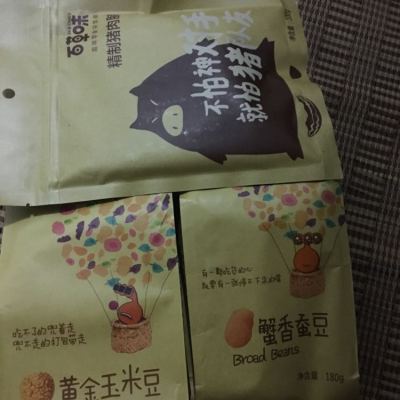 百草味
精制猪肉脯
不怕神对手
就怕猪队友
吃不了的兜着走
兜不走的打包带走
黄金玉米豆
有一颗吃货的心
就要有一张停不下来的嘴
蟹香蚕豆
Broad Beans
净含量：180g